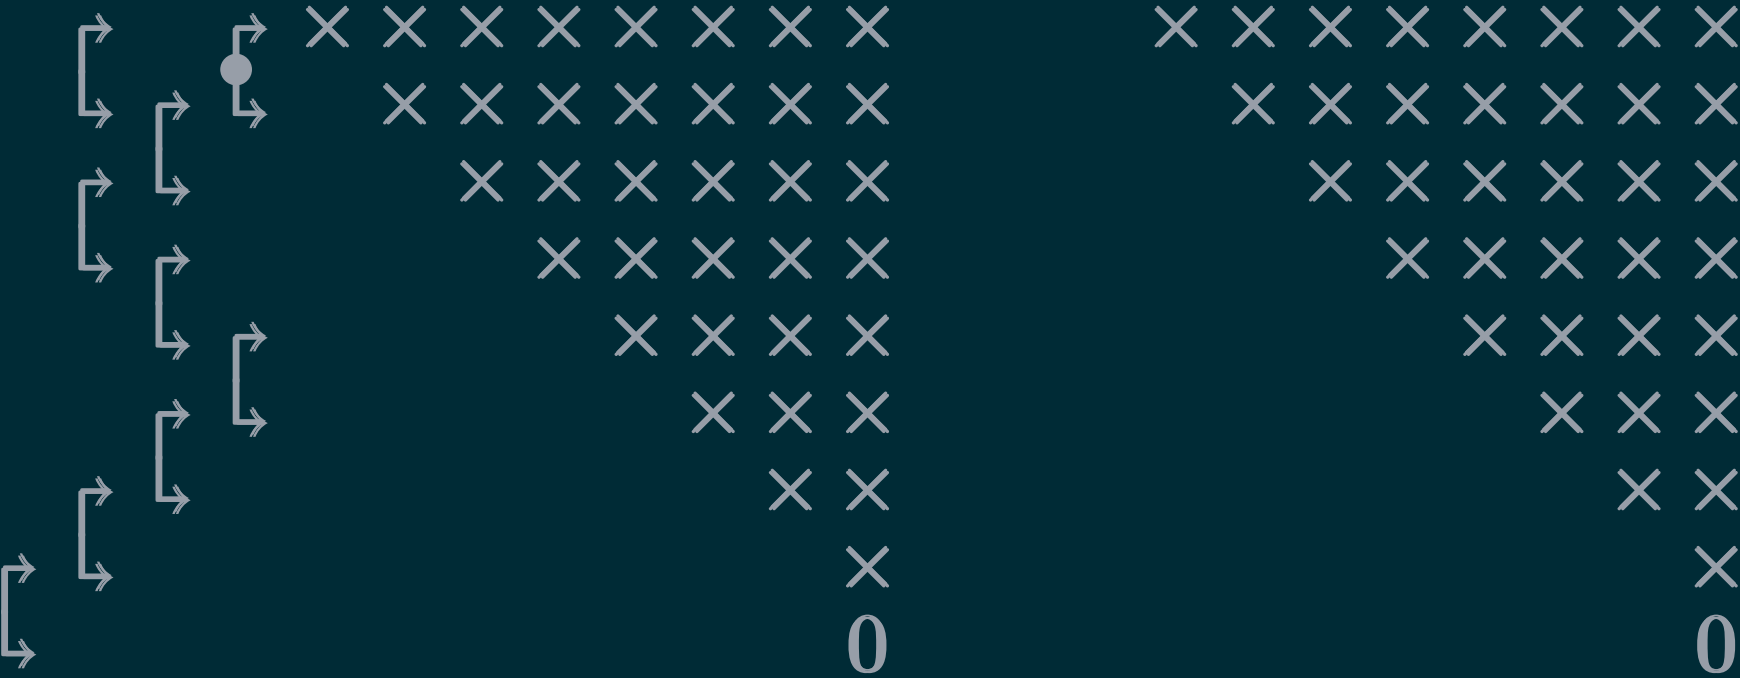 × × × × × × × × × × × × × × × ×
× × × × × × × × × × × × × ×
× × × × × × × × × × × ×
× × × × × × × × × ×
× × × × × × × ×
× × × × × ×
× × × ×
× ×
0 0